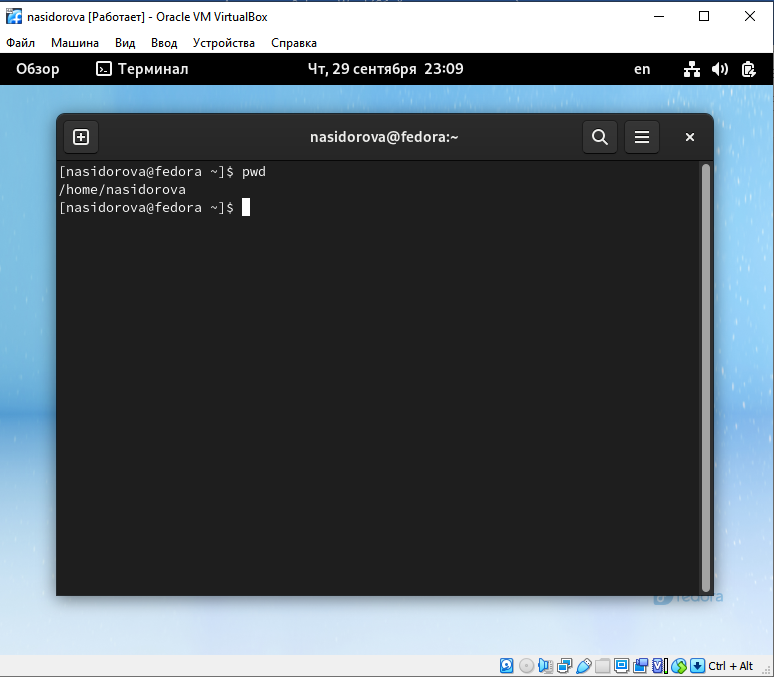 nasidorova [Работает] - Oracle VM VirtualBox
Файл Машина Вид Ввод Устройства Справка
Обзор Терминал Чт, 29 сентября 23:09 en
nasidorova@fedora:~
[nasidorova@fedora ~]$ pwd
/home/nasidorova
[nasidorova@fedora ~]$
fedora
Ctrl + Alt